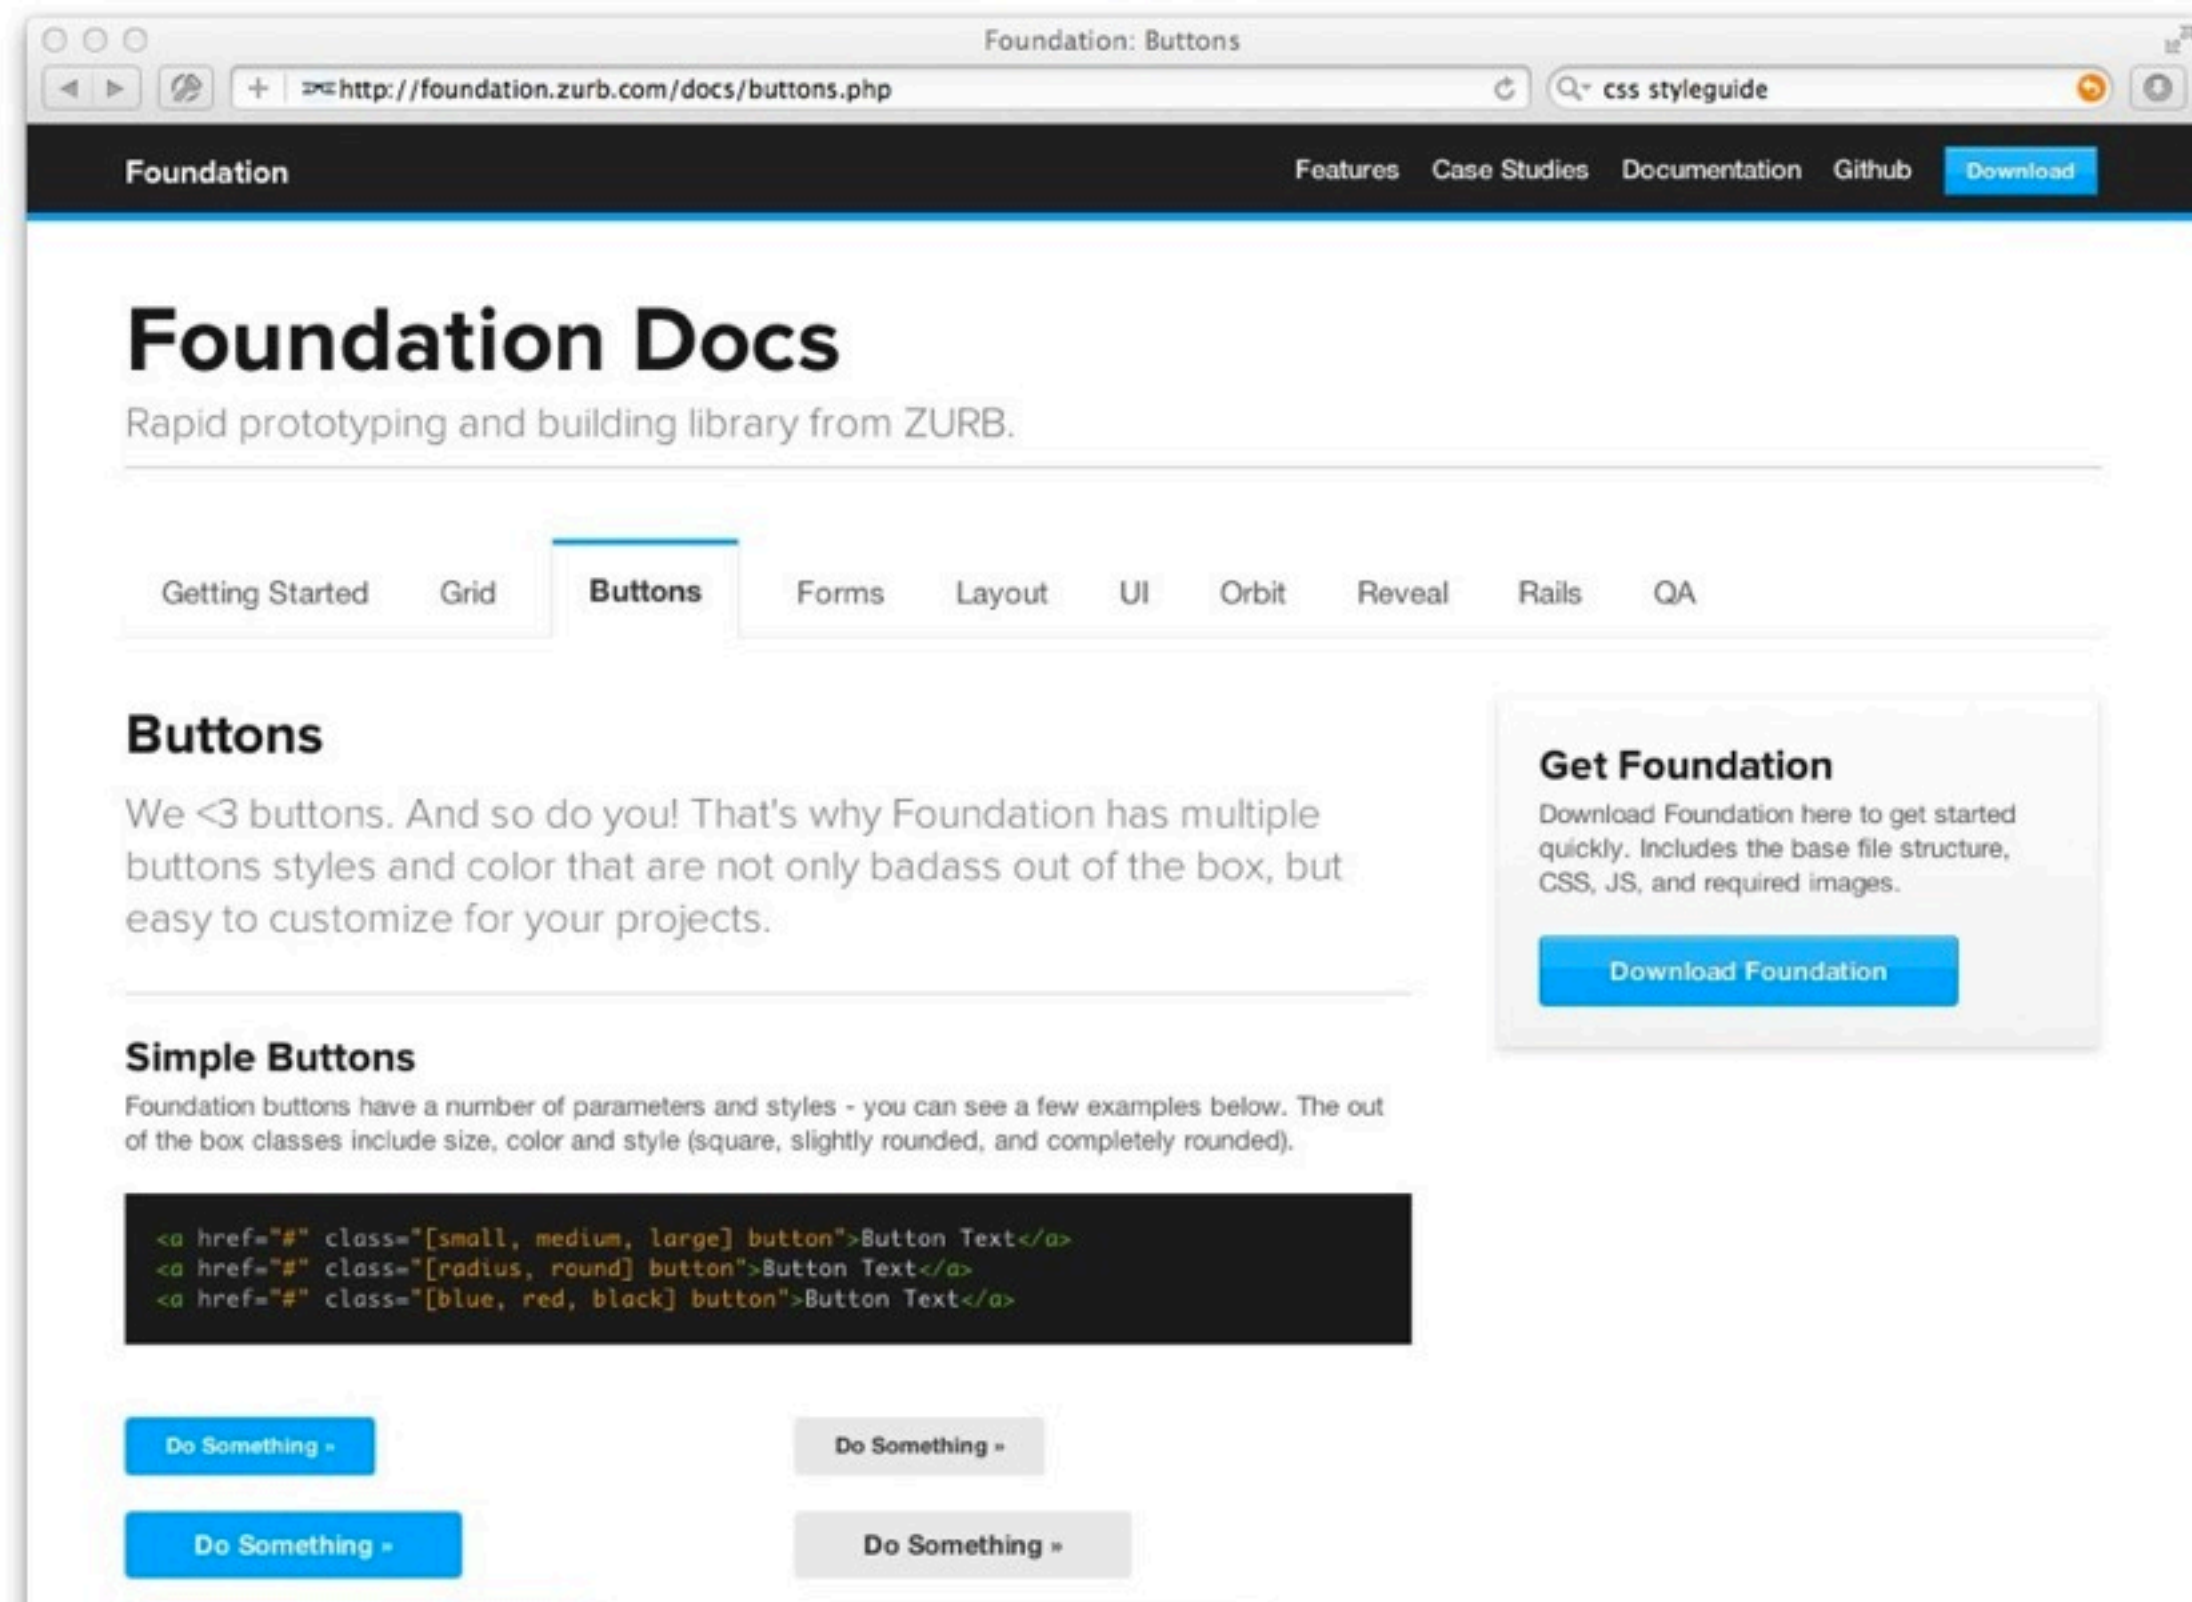 Foundation: Buttons
http://foundation.zurb.com/docs/buttons.php
css styleguide
Foundation
Features Case Studies Documentation Github Download
Foundation Docs
Rapid prototyping and building library from ZURB.
Getting Started Grid Buttons Forms Layout UI Orbit Reveal Rails QA
Buttons
We <3 buttons. And so do you! That's why Foundation has multiple
buttons styles and color that are not only badass out of the box, but
easy to customize for your projects.
Get Foundation
Download Foundation here to get started
quickly. Includes the base file structure,
CSS, JS, and required images.
Download Foundation
Simple Buttons
Foundation buttons have a number of parameters and styles - you can see a few examples below. The out
of the box classes include size, color and style (square, slightly rounded, and completely rounded).
<a href="#" class="[small, medium, large] button">Button Text</a>
<a href="#" class="[radius, round] button">Button Text</a>
<a href="#" class="[blue, red, black] button">Button Text</a>
Do Something »
Do Something »
Do Something »
Do Something »